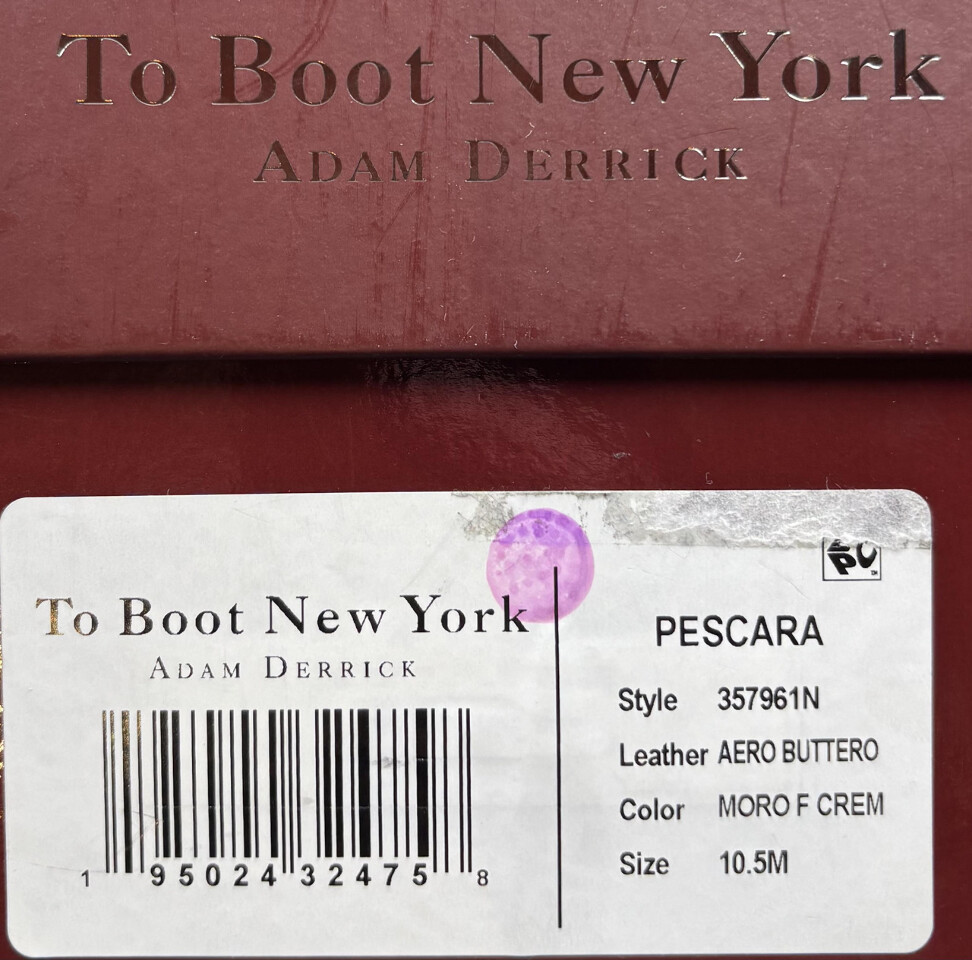 To Boot New York
ADAM DERRICK
To Boot New York
ADAM DERRICK
1 95024 32475 8
PESCARA
Style 357961N
Leather AERO BUTTERO
Color MORO F CREM
Size 10.5M